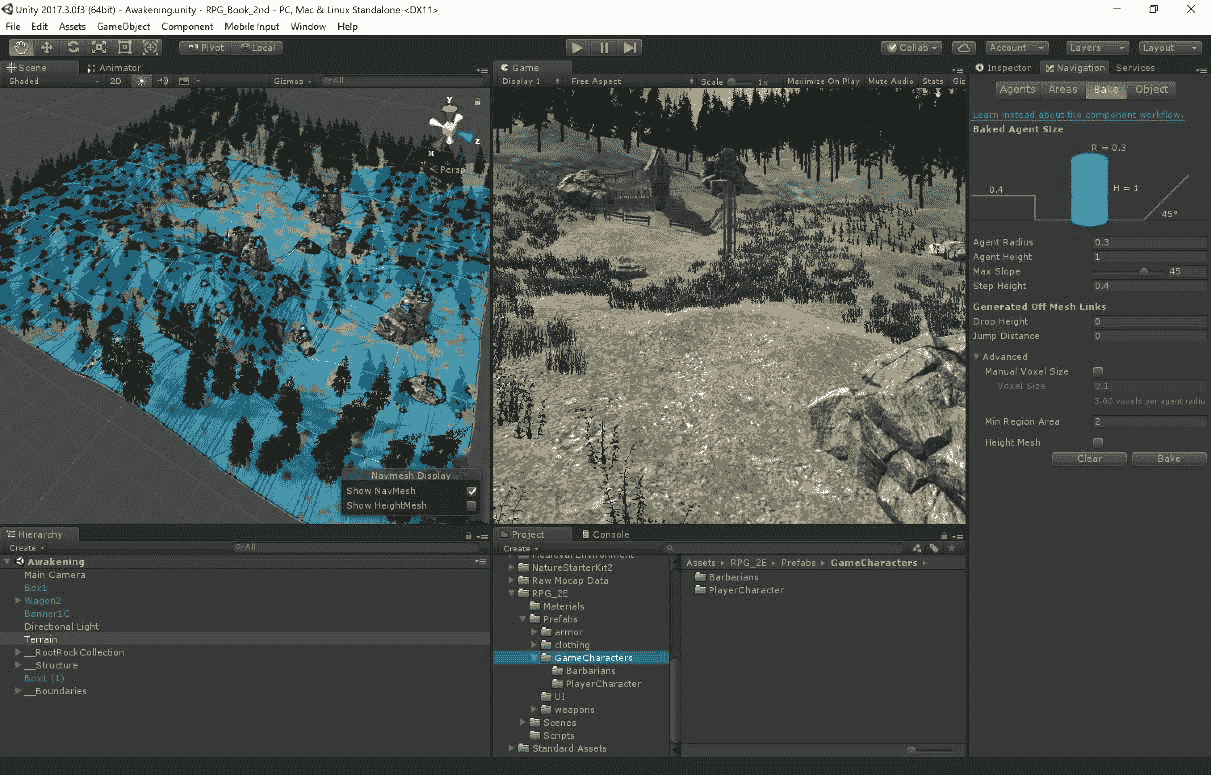 Unity 2017.3.0f3 (64bit) - Awakening.unity - RPG_Book_2nd - PC, Mac & Linux Standalone <DX11>
File Edit Assets GameObject Component Mobile Input Window Help
Pivot Local Collab Account Layers Layout
Scene Animator
Shaded 2D Gizmos All
Y
Z
Persp
Navmesh Display
Show NavMesh
Show HeightMesh
Game
Display 1 Free Aspect Scale 1x Maximize On Play Mute Audio Stats Giz
Inspector Navigation Services
Agents Areas Bake Object
Learn instead about the component workflow.
Baked Agent Size
R = 0.3
0.4
H = 1
45°
Agent Radius 0.3
Agent Height 1
Max Slope 45
Step Height 0.4
Generated Off Mesh Links
Drop Height 0
Jump Distance 0
Advanced
Manual Voxel Size
Voxel Size 0.1
3.00 voxels per agent radiu
Min Region Area 2
Height Mesh
Clear Bake
Hierarchy
Create All
Awakening
Main Camera
Box1
Wagen2
Banner1C
Directional Light
Terrain
__RootRockCollection
__Structure
Box1 (1)
__Boundaries
Project Console
Create
Medieval Environment
NatureStarterKit2
Raw Mocap Data
RPG_2E
Materials
Prefabs
armor
clothing
GameCharacters
Barbarians
PlayerCharacter
UI
weapons
Scenes
Scripts
Standard Assets
Assets RPG_2E Prefabs GameCharacters
Barbarians
PlayerCharacter